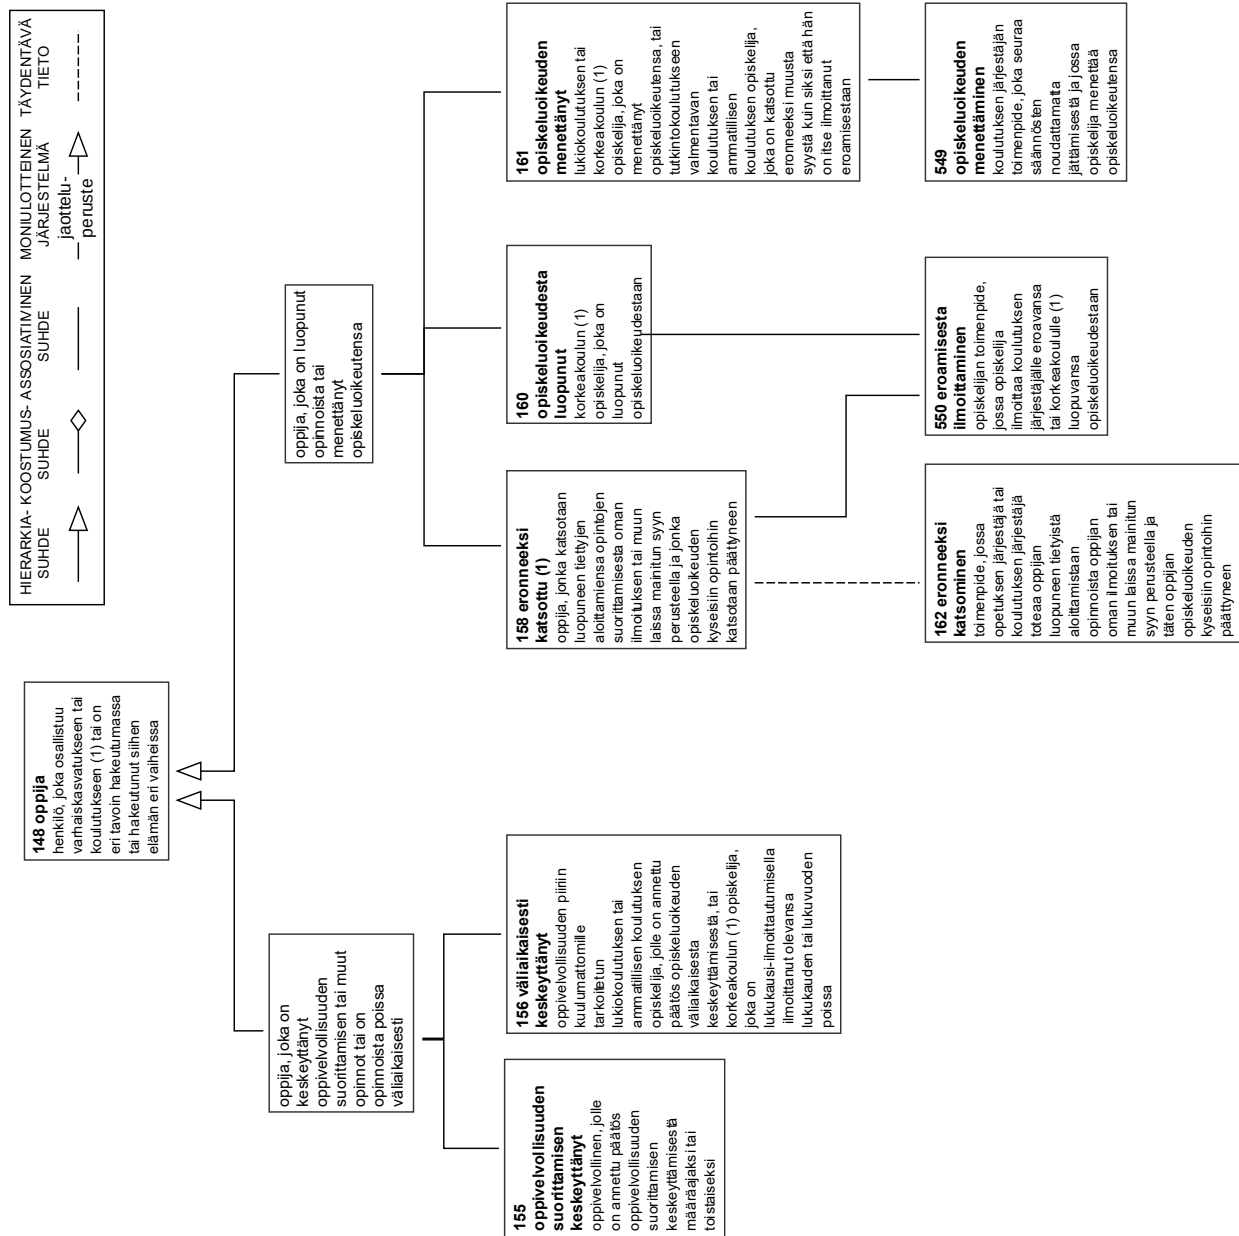 HIERARKIA- KOOSTUMUS- ASSOSIATIIVINEN MONIULOTTEINEN TÄYDENTÄVÄ
SUHDE SUHDE SUHDE JÄRJESTELMÄ TIETO
jaottelu-
peruste
148 oppija
henkilö, joka osallistuu
varhaiskasvatukseen tai
koulutukseen (1) tai on
eri tavoin hakeutumassa
tai hakeutunut siihen
elämän eri vaiheissa
oppija, joka on
keskeyttänyt
oppivelvollisuuden
suorittamisen tai muut
opinnot tai on
opinnoista poissa
väliaikaisesti
oppija, joka on luopunut
opinnoista tai
menettänyt
opiskeluoikeutensa
155
oppivelvollisuuden
suorittamisen
keskeyttänyt
oppivelvollinen, jolle
on annettu päätös
oppivelvollisuuden
suorittamisen
keskeyttämisestä
määräajaksi tai
toistaiseksi
156 väliaikaisesti
keskeyttänyt
oppivelvollisuuden piiriin
kuulumattomille
tarkoitetun
lukiokoulutuksen tai
ammatillisen koulutuksen
opiskelija, jolle on annettu
päätös opiskeluoikeuden
väliaikaisesta
keskeyttämisestä, tai
korkeakoulun (1) opiskelija,
joka on
lukukausi-ilmoittautumisella
ilmoittanut olevansa
lukukauden tai lukuvuoden
poissa
158 eronneeksi
katsottu (1)
oppija, jonka katsotaan
luopuneen tiettyjen
aloittamiensa opintojen
suorittamisesta oman
ilmoituksen tai muun
laissa mainitun syyn
perusteella ja jonka
opiskeluoikeuden
kyseisiin opintoihin
katsotaan päättyneen
160
opiskeluoikeudesta
luopunut
korkeakoulun (1)
opiskelija, joka on
luopunut
opiskeluoikeudestaan
161
opiskeluoikeuden
menettänyt
lukiokoulutuksen tai
korkeakoulun (1)
opiskelija, joka on
menettänyt
opiskeluoikeutensa, tai
tutkintokoulutukseen
valmentavan
koulutuksen tai
ammatillisen
koulutuksen opiskelija,
joka on katsottu
eronneeksi muusta
syystä kuin siksi että hän
on itse ilmoittanut
eroamisestaan
162 eronneeksi
katsominen
toimenpide, jossa
opetuksen järjestäjä tai
koulutuksen järjestäjä
toteaa oppijan
luopuneen tietyistä
aloittamistaan
opinnoista oppijan
oman ilmoituksen tai
muun laissa mainitun
syyn perusteella ja
täten oppijan
opiskeluoikeuden
kyseisiin opintoihin
päättyneen
550 eroamisesta
ilmoittaminen
opiskelijan toimenpide,
jossa opiskelija
ilmoittaa koulutuksen
järjestäjälle eroavansa
tai korkeakoululle (1)
luopuvansa
opiskeluoikeudestaan
549
opiskeluoikeuden
menettäminen
koulutuksen järjestäjän
toimenpide, joka seuraa
säännösten
noudattamatta
jättämisestä ja jossa
opiskelija menettää
opiskeluoikeutensa